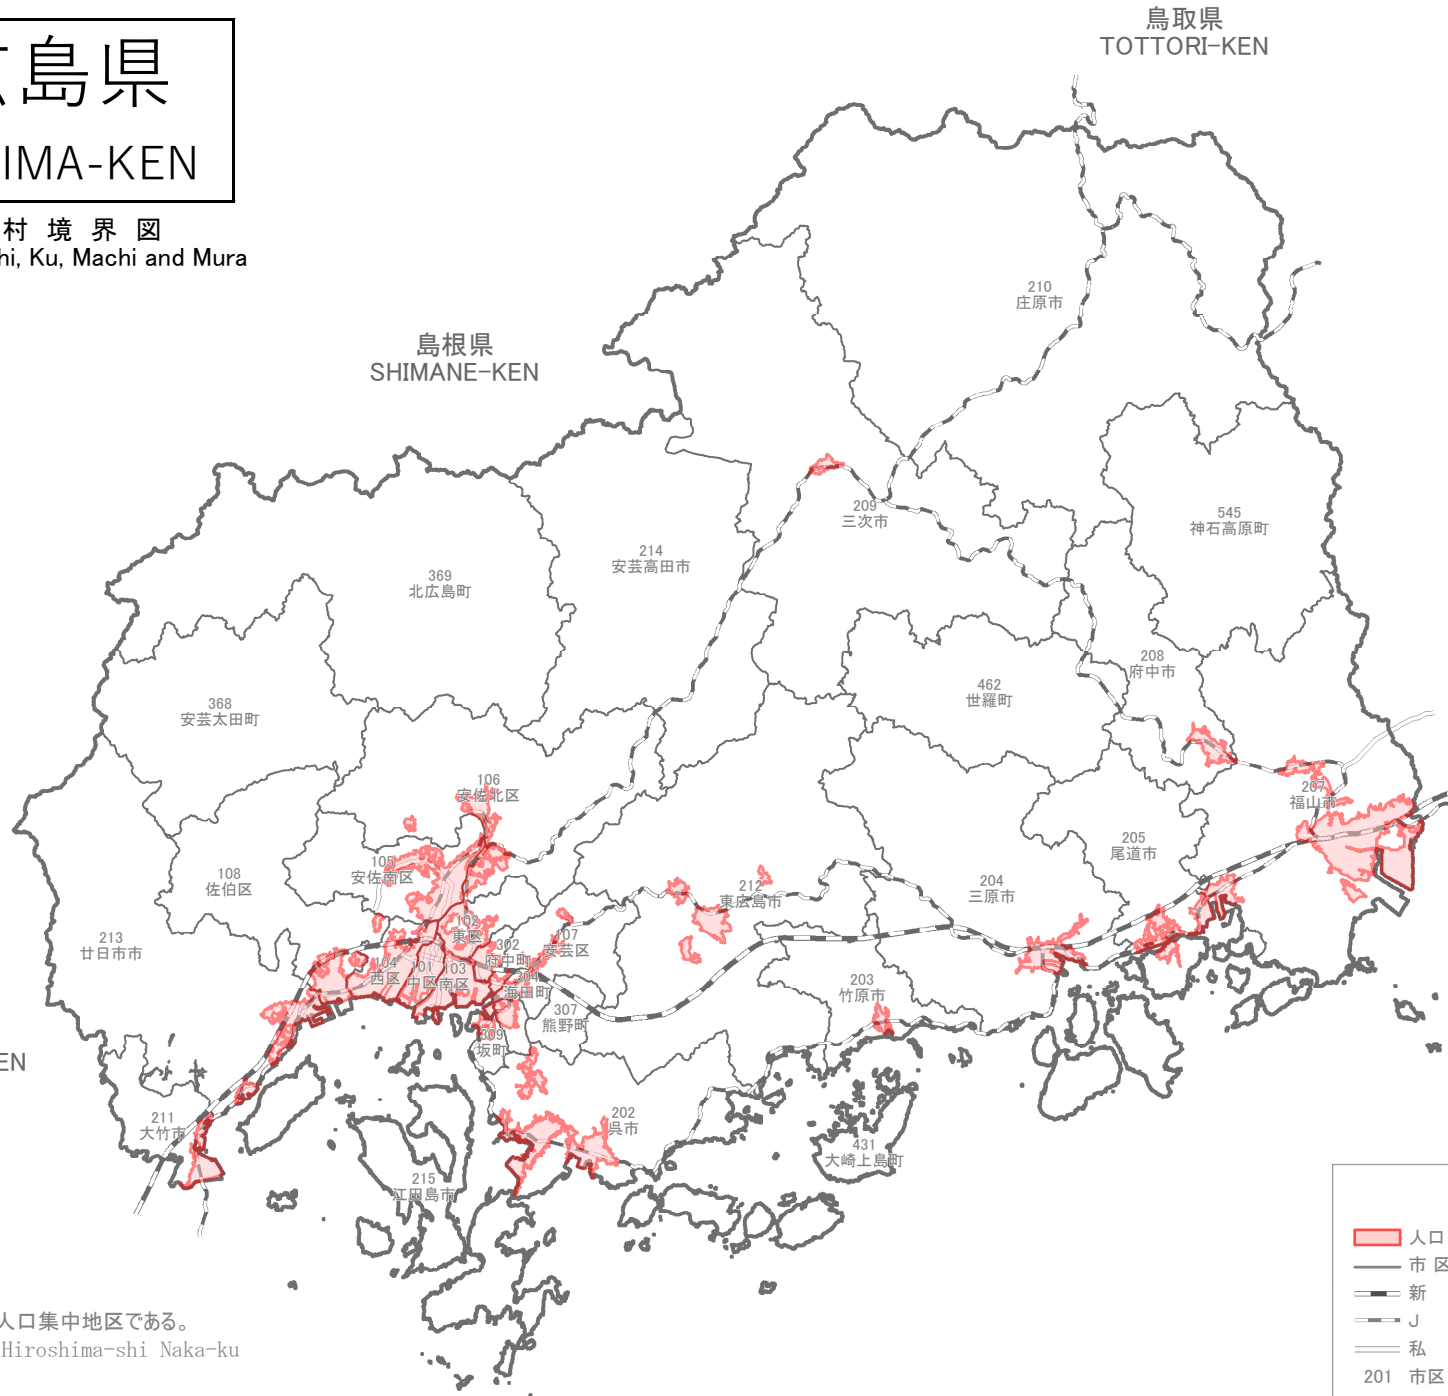 広島県
IMA-KEN
村 境 界 図
hi, Ku, Machi and Mura
鳥取県
TOTTORI-KEN
島根県
SHIMANE-KEN
210
庄原市
209
三次市
545
神石高原町
214
安芸高田市
369
北広島町
208
府中市
462
世羅町
368
安芸太田町
106
安佐北区
207
福山市
205
尾道市
105
安佐南区
108
佐伯区
204
三原市
212
東広島市
213
廿日市市
102
東区
107
安芸区
302
府中町
104
西区
101
中区
103
南区
304
海田町
203
竹原市
307
熊野町
309
坂町
EN
211
大竹市
202
呉市
431
大崎上島町
215
江田島市
人口集中地区である。
Hiroshima-shi Naka-ku
人口
市 区
新
J
私
201 市区